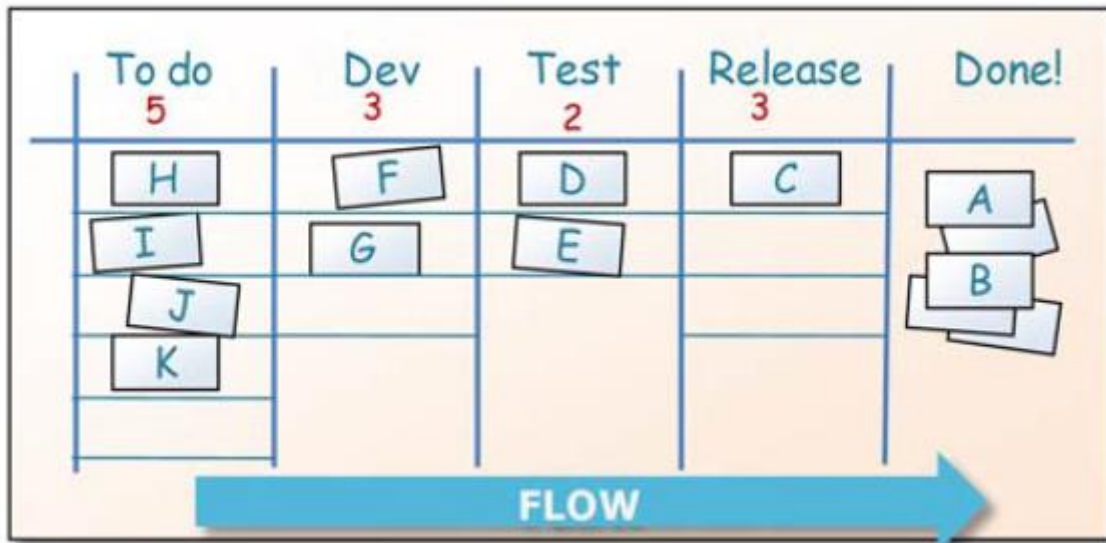 To do Dev Test Release Done!
5 3 2 3
H F D C A
I G E
J B
K
FLOW